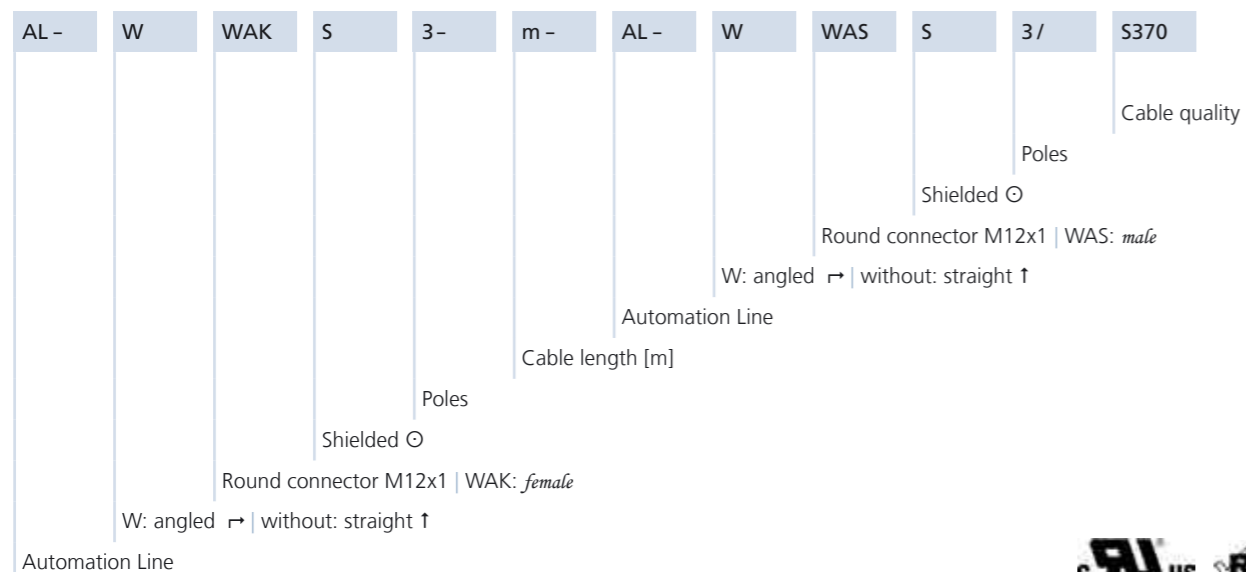 AL – W WAK S 3 – m – AL – W WAS S 3 / S370
Cable quality
Poles
Shielded ⊙
Round connector M12x1 | WAS: male
W: angled ↱ | without: straight ↑
Automation Line
Cable length [m]
Poles
Shielded ⊙
Round connector M12x1 | WAK: female
W: angled ↱ | without: straight ↑
Automation Line
c US